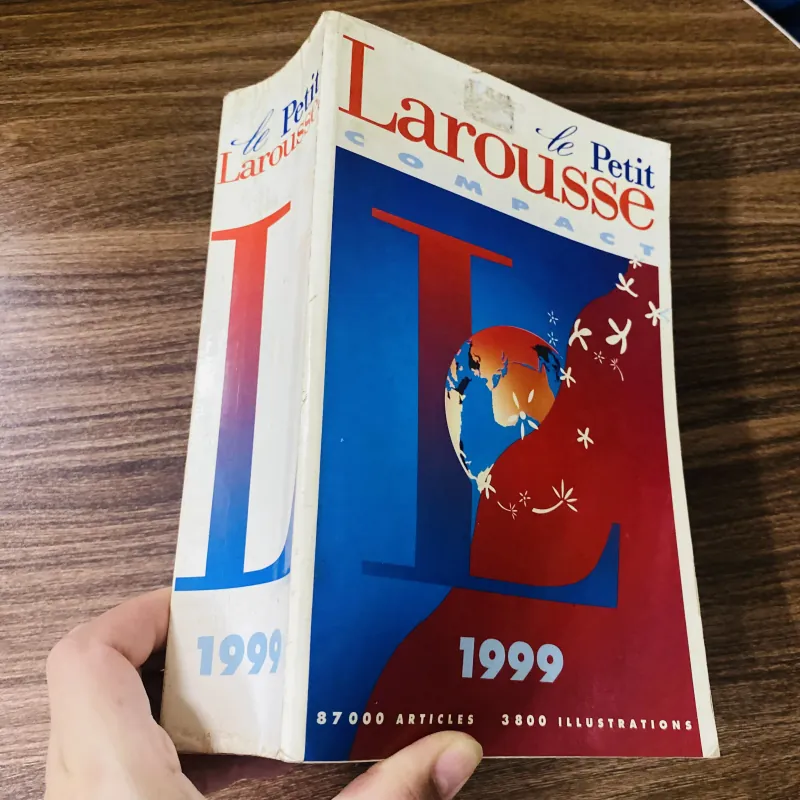 le Petit
Larousse
L
1999
le Petit
Larousse
COMPACT
L
1999
87000 ARTICLES 3800 ILLUSTRATIONS